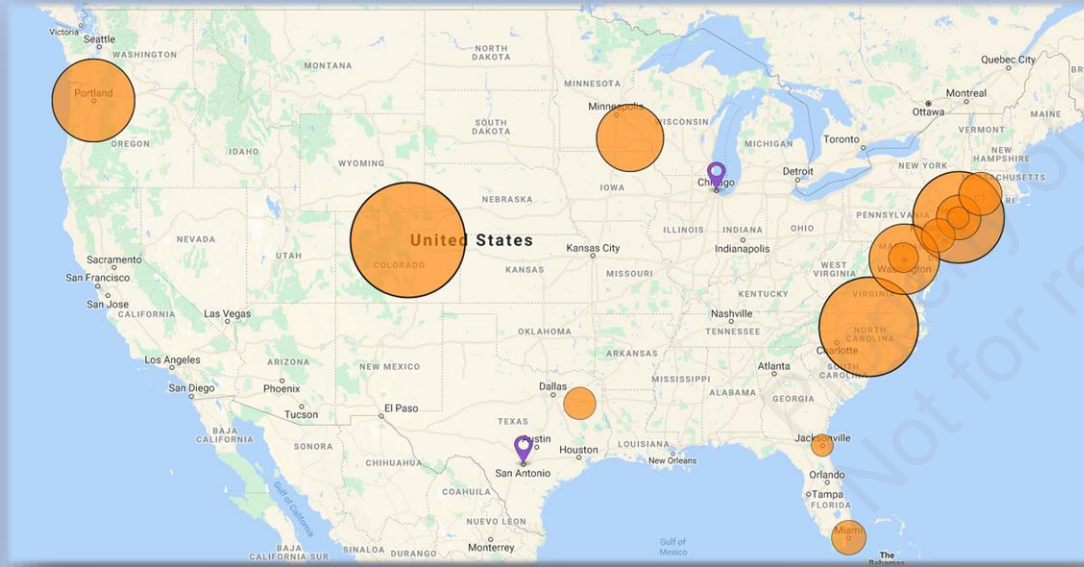 Victoria
Seattle
WASHINGTON
Portland
OREGON
MONTANA
IDAHO
WYOMING
NORTH
DAKOTA
SOUTH
DAKOTA
MINNESOTA
Minneapolis
WISCONSIN
MICHIGAN
Chicago
Detroit
Toronto
Ottawa
Montreal
Quebec City
MAINE
VERMONT
NEW
HAMPSHIRE
NEW YORK
PENNSYLVANIA
NEBRASKA
IOWA
ILLINOIS
INDIANA
Indianapolis
OHIO
United States
NEVADA
UTAH
COLORADO
KANSAS
Kansas City
MISSOURI
WEST
VIRGINIA
Washington
VIRGINIA
KENTUCKY
Sacramento
San Francisco
San Jose
CALIFORNIA
Las Vegas
Los Angeles
San Diego
ARIZONA
Phoenix
Tucson
NEW MEXICO
El Paso
OKLAHOMA
ARKANSAS
Nashville
TENNESSEE
NORTH
CAROLINA
Charlotte
SOUTH
CAROLINA
Atlanta
MISSISSIPPI
ALABAMA
GEORGIA
Dallas
TEXAS
Austin
Houston
San Antonio
LOUISIANA
New Orleans
Jacksonville
Orlando
Tampa
FLORIDA
Miami
BAJA
CALIFORNIA
SONORA
CHIHUAHUA
COAHUILA
NUEVO LEON
Monterrey
Gulf of California
BAJA
CALIFORNIA SUR
SINALOA
DURANGO
Gulf of
Mexico
The
Bahamas
Not for